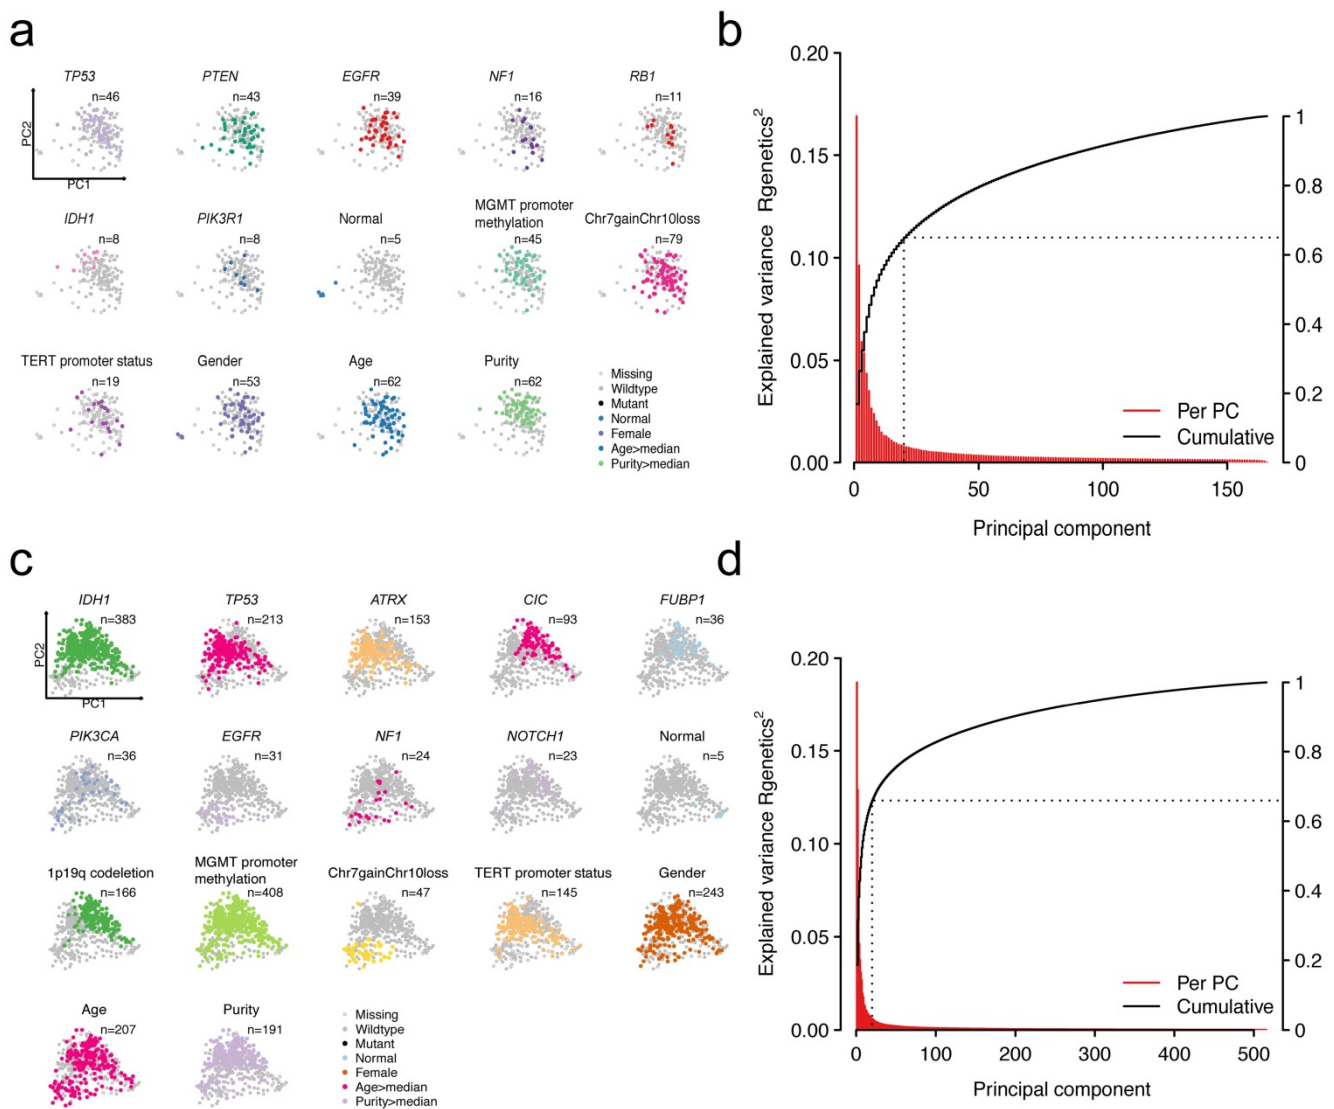 a
TP53
n=46
PTEN
n=43
EGFR
n=39
NF1
n=16
RB1
n=11
PC2
PC1
IDH1
n=8
PIK3R1
n=8
Normal
n=5
MGMT promoter
methylation
n=45
Chr7gainChr10loss
n=79
TERT promoter status
n=19
Gender
n=53
Age
n=62
Purity
n=62
Missing
Wildtype
Mutant
Normal
Female
Age>median
Purity>median
b
Explained variance Rgenetics²
0.20
0.15
0.10
0.05
0.00
1
0.8
0.6
0.4
0.2
0
Per PC
Cumulative
0 50 100 150
Principal component
c
IDH1
n=383
TP53
n=213
ATRX
n=153
CIC
n=93
FUBP1
n=36
PC2
PC1
PIK3CA
n=36
EGFR
n=31
NF1
n=24
NOTCH1
n=23
Normal
n=5
1p19q codeletion
n=166
MGMT promoter
methylation
n=408
Chr7gainChr10loss
n=47
TERT promoter status
n=145
Gender
n=243
Age
n=207
Purity
n=191
Missing
Wildtype
Mutant
Normal
Female
Age>median
Purity>median
d
Explained variance Rgenetics²
0.20
0.15
0.10
0.05
0.00
1
0.8
0.6
0.4
0.2
0
Per PC
Cumulative
0 100 200 300 400 500
Principal component